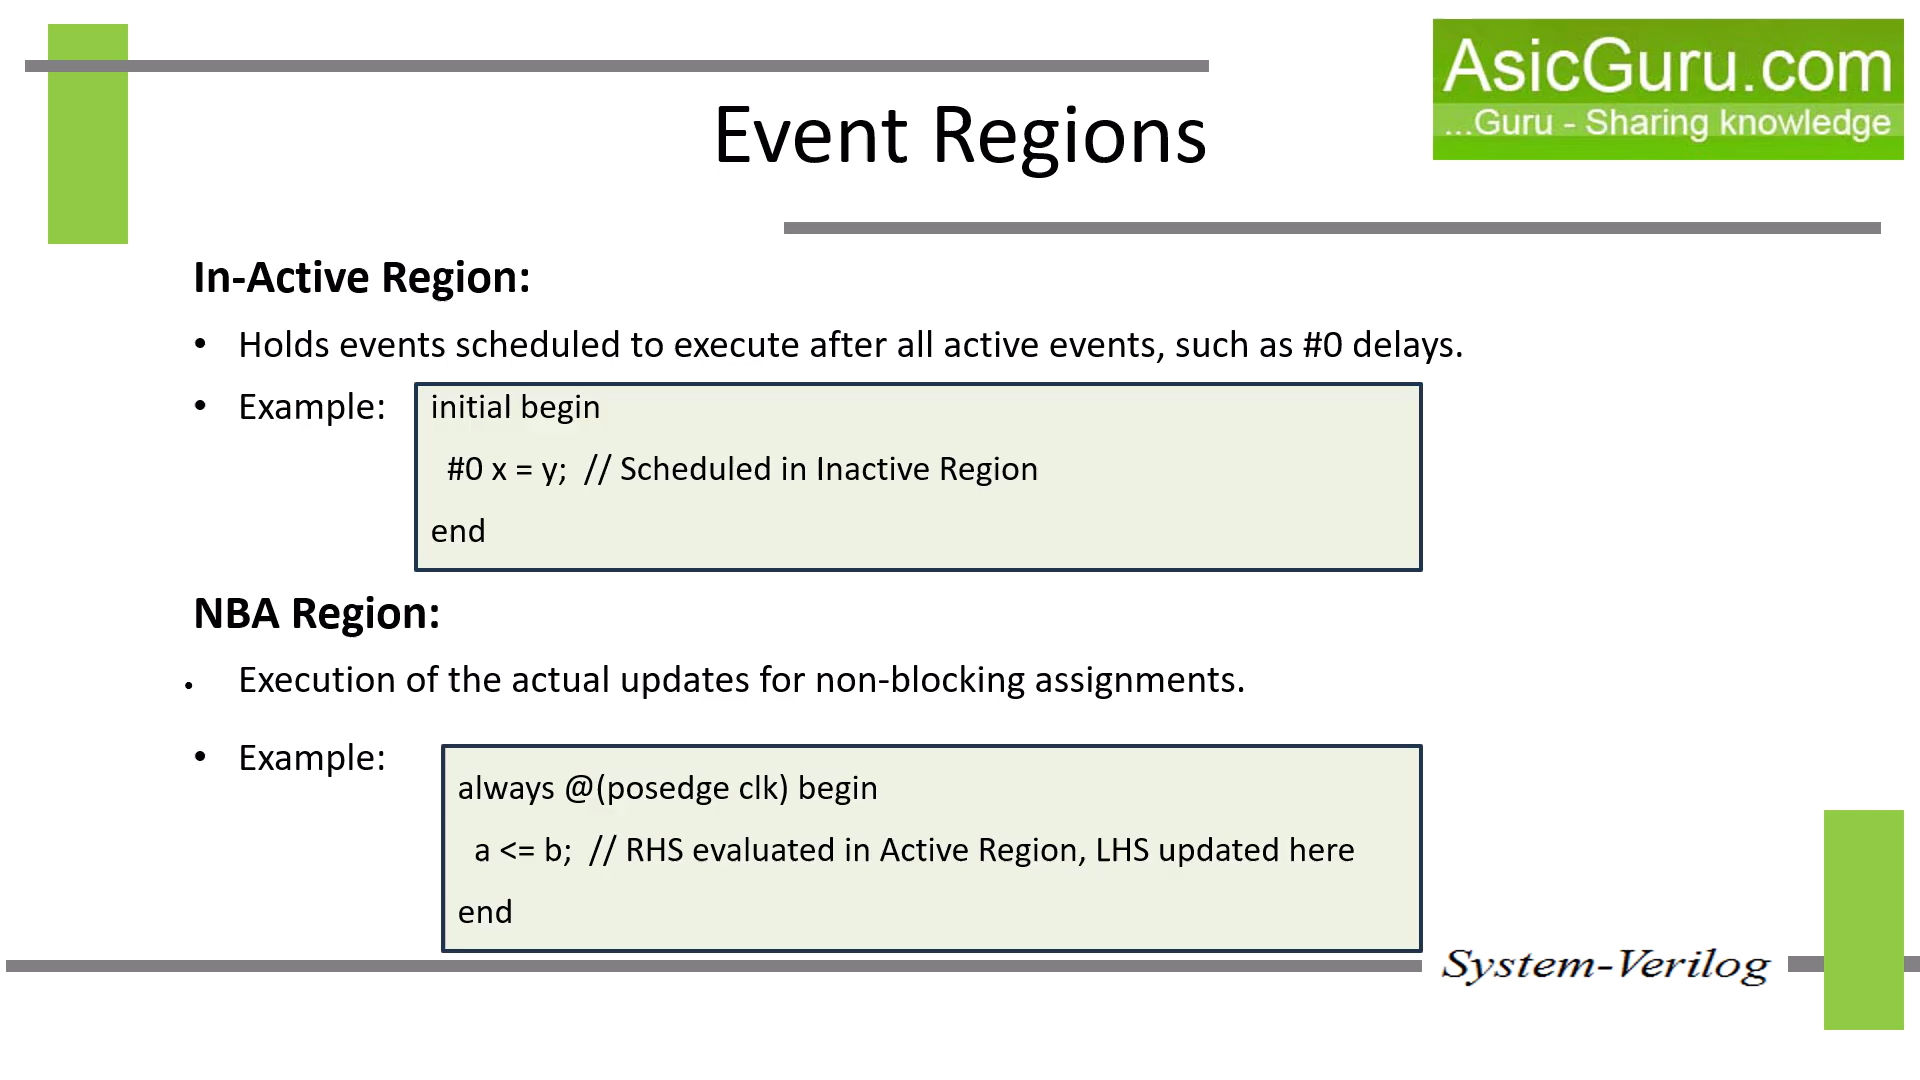 AsicGuru.com
...Guru - Sharing knowledge
Event Regions
In-Active Region:
• Holds events scheduled to execute after all active events, such as #0 delays.
• Example:
initial begin
#0 x = y; // Scheduled in Inactive Region
end
NBA Region:
• Execution of the actual updates for non-blocking assignments.
• Example:
always @(posedge clk) begin
a <= b; // RHS evaluated in Active Region, LHS updated here
end
System-Verilog